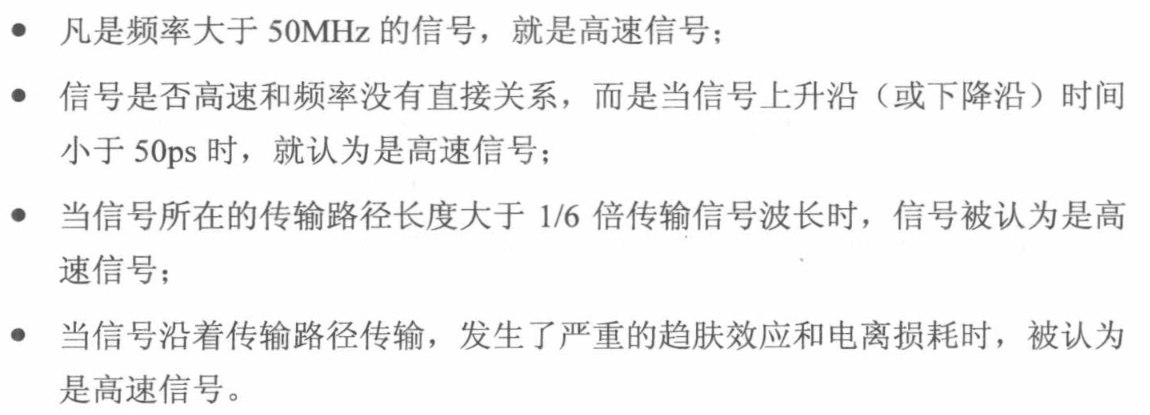 ● 凡是频率大于 50MHz 的信号，就是高速信号；
● 信号是否高速和频率没有直接关系，而是当信号上升沿（或下降沿）时间
小于 50ps 时，就认为是高速信号；
● 当信号所在的传输路径长度大于 1/6 倍传输信号波长时，信号被认为是高
速信号；
● 当信号沿着传输路径传输，发生了严重的趋肤效应和电离损耗时，被认为
是高速信号。